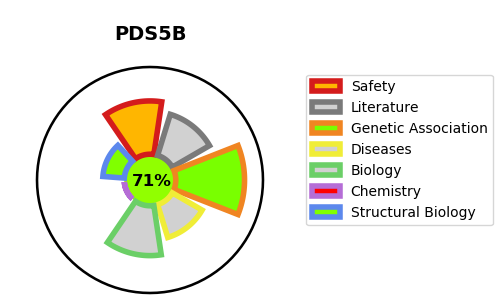 PDS5B
71%
Safety
Literature
Genetic Association
Diseases
Biology
Chemistry
Structural Biology